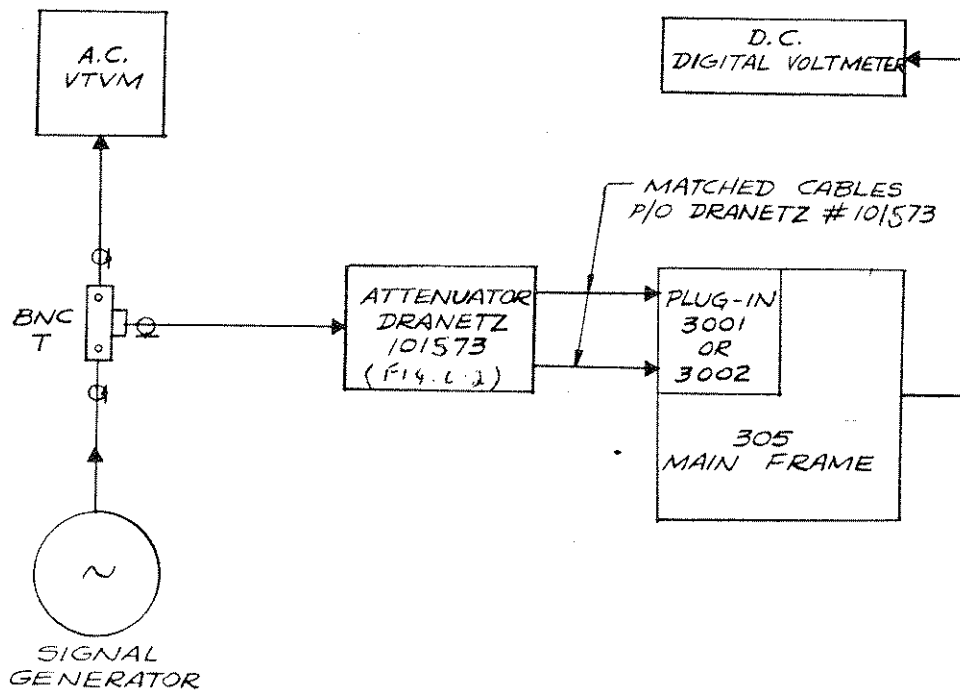 A.C.
VTVM
D.C.
DIGITAL VOLTMETER
MATCHED CABLES
P/O DRANETZ # 101573
BNC
T
ATTENUATOR
DRANETZ
101573
(FIG. 6.2)
PLUG-IN
3001
OR
3002
305
MAIN FRAME
~
SIGNAL
GENERATOR